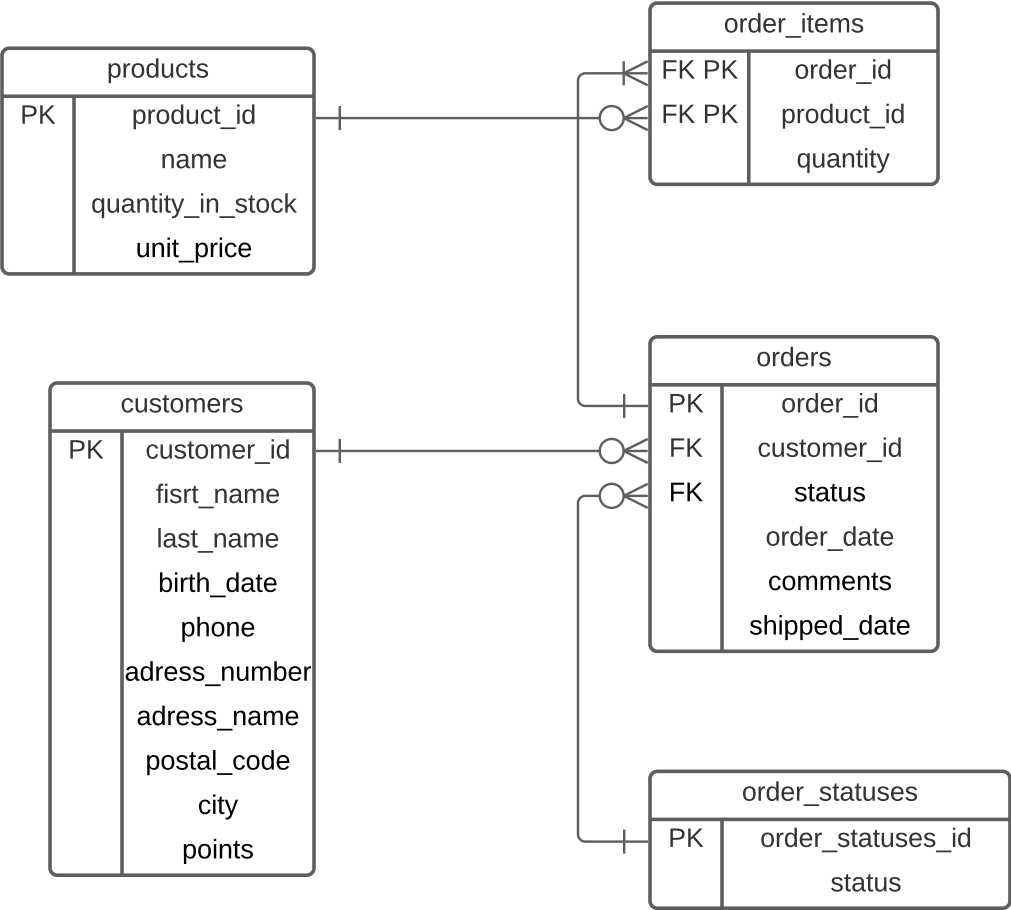 products
PK product_id
name
quantity_in_stock
unit_price
order_items
FK PK order_id
FK PK product_id
quantity
customers
PK customer_id
fisrt_name
last_name
birth_date
phone
adress_number
adress_name
postal_code
city
points
orders
PK order_id
FK customer_id
FK status
order_date
comments
shipped_date
order_statuses
PK order_statuses_id
status